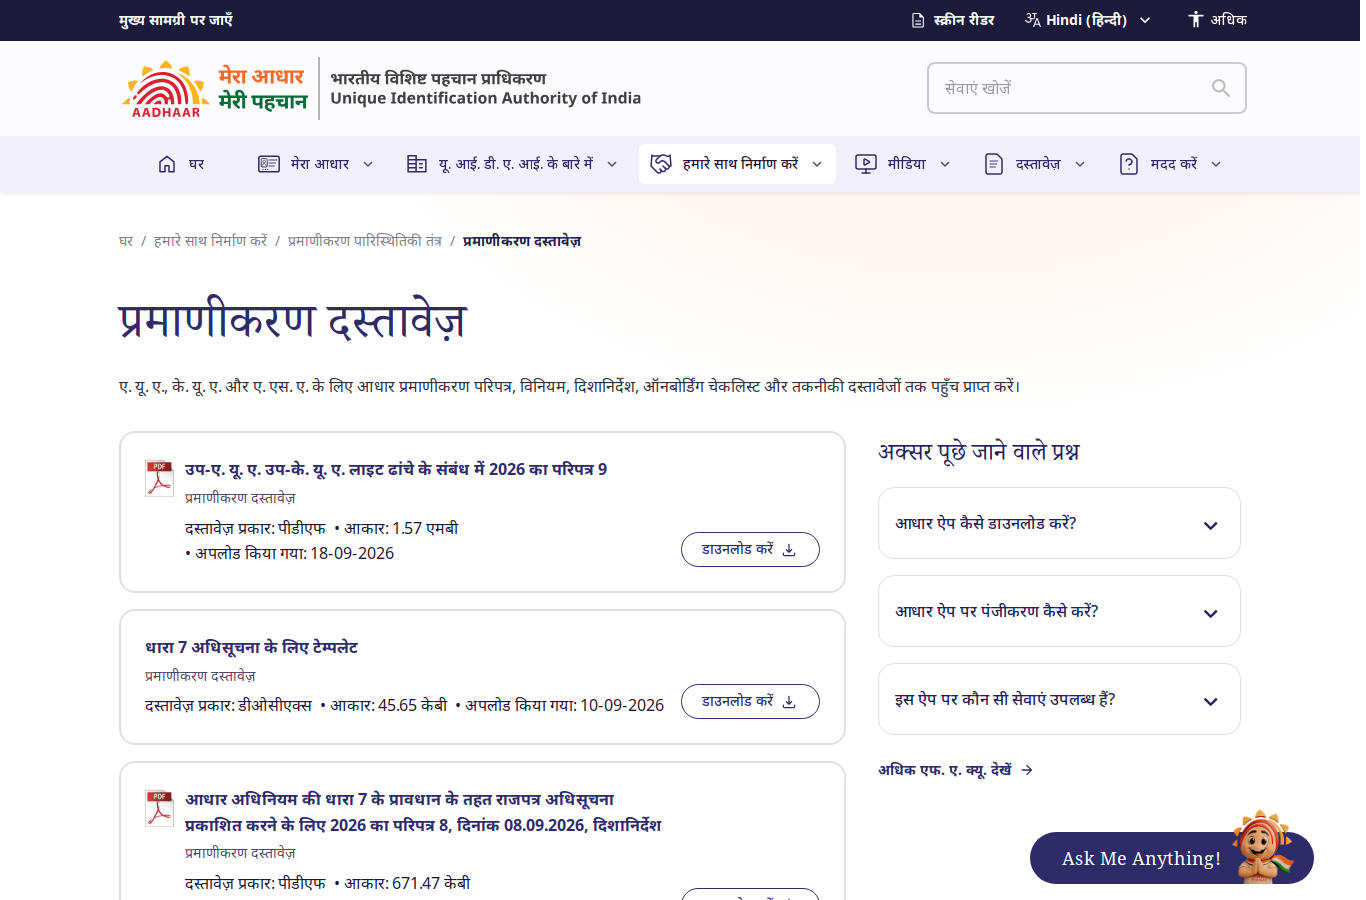 मुख्य सामग्री पर जाएँ
स्क्रीन रीडर
Hindi (हिन्दी)
अधिक
AADHAAR
मेरा आधार
मेरी पहचान
भारतीय विशिष्ट पहचान प्राधिकरण
Unique Identification Authority of India
सेवाएं खोजें
घर
मेरा आधार
यू. आई. डी. ए. आई. के बारे में
हमारे साथ निर्माण करें
मीडिया
दस्तावेज़
मदद करें
घर / हमारे साथ निर्माण करें / प्रमाणीकरण पारिस्थितिकी तंत्र / प्रमाणीकरण दस्तावेज़
प्रमाणीकरण दस्तावेज़
ए. यू. ए., के. यू. ए. और ए. एस. ए. के लिए आधार प्रमाणीकरण परिपत्र, विनियम, दिशानिर्देश, ऑनबोर्डिंग चेकलिस्ट और तकनीकी दस्तावेजों तक पहुँच प्राप्त करें।
PDF
उप-ए. यू. ए. उप-के. यू. ए. लाइट ढांचे के संबंध में 2026 का परिपत्र 9
प्रमाणीकरण दस्तावेज़
दस्तावेज़ प्रकार: पीडीएफ • आकार: 1.57 एमबी
• अपलोड किया गया: 18-09-2026
डाउनलोड करें
धारा 7 अधिसूचना के लिए टेम्पलेट
प्रमाणीकरण दस्तावेज़
दस्तावेज़ प्रकार: डीओसीएक्स • आकार: 45.65 केबी • अपलोड किया गया: 10-09-2026
डाउनलोड करें
PDF
आधार अधिनियम की धारा 7 के प्रावधान के तहत राजपत्र अधिसूचना
प्रकाशित करने के लिए 2026 का परिपत्र 8, दिनांक 08.09.2026, दिशानिर्देश
प्रमाणीकरण दस्तावेज़
दस्तावेज़ प्रकार: पीडीएफ • आकार: 671.47 केबी
अक्सर पूछे जाने वाले प्रश्न
आधार ऐप कैसे डाउनलोड करें?
आधार ऐप पर पंजीकरण कैसे करें?
इस ऐप पर कौन सी सेवाएं उपलब्ध हैं?
अधिक एफ. ए. क्यू. देखें
Ask Me Anything!